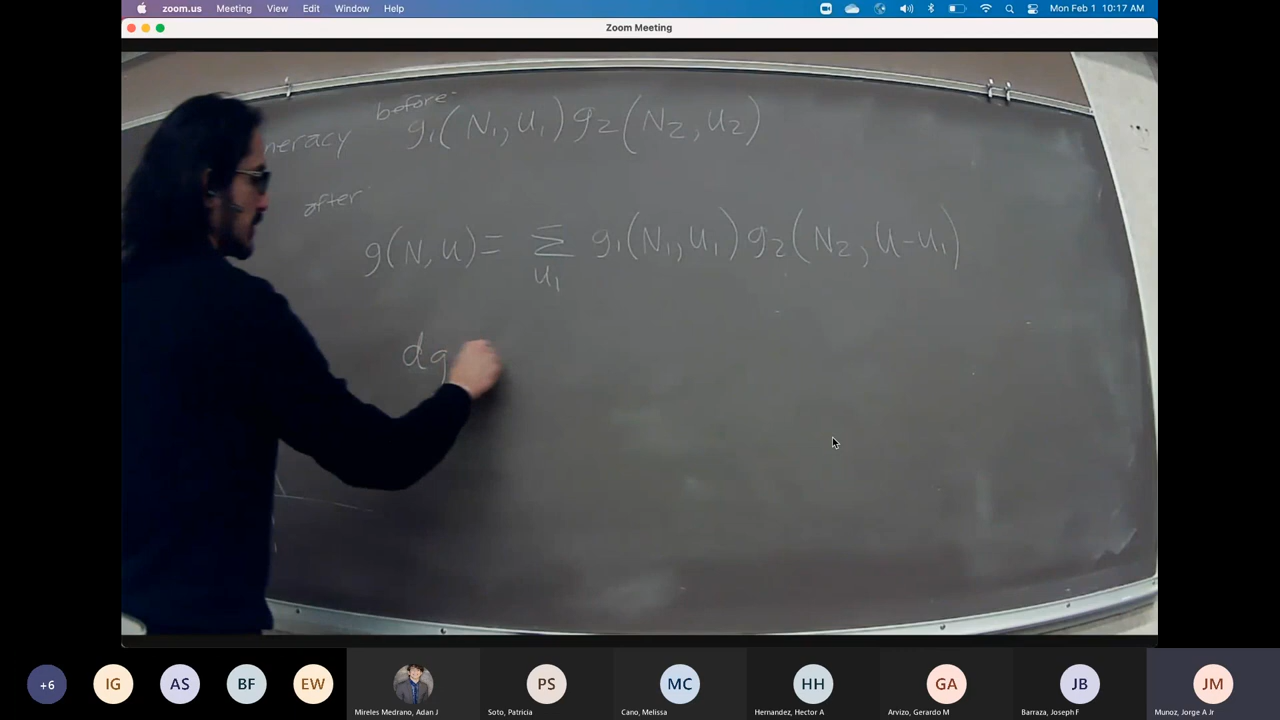 zoom.us Meeting View Edit Window Help Mon Feb 1 10:17 AM
Zoom Meeting
before
g₁(N₁,U₁)g₂(N₂,U₂)
after
g(N,U)= Σ g₁(N₁,U₁)g₂(N₂,U-U₁)
U₁
dg
+6 IG AS BF EW PS MC HH GA JB JM
Mireles Medrano, Adan J Soto, Patricia Cano, Melissa Hernandez, Hector A Arvizo, Gerardo M Barraza, Joseph F Munoz, Jorge A Jr